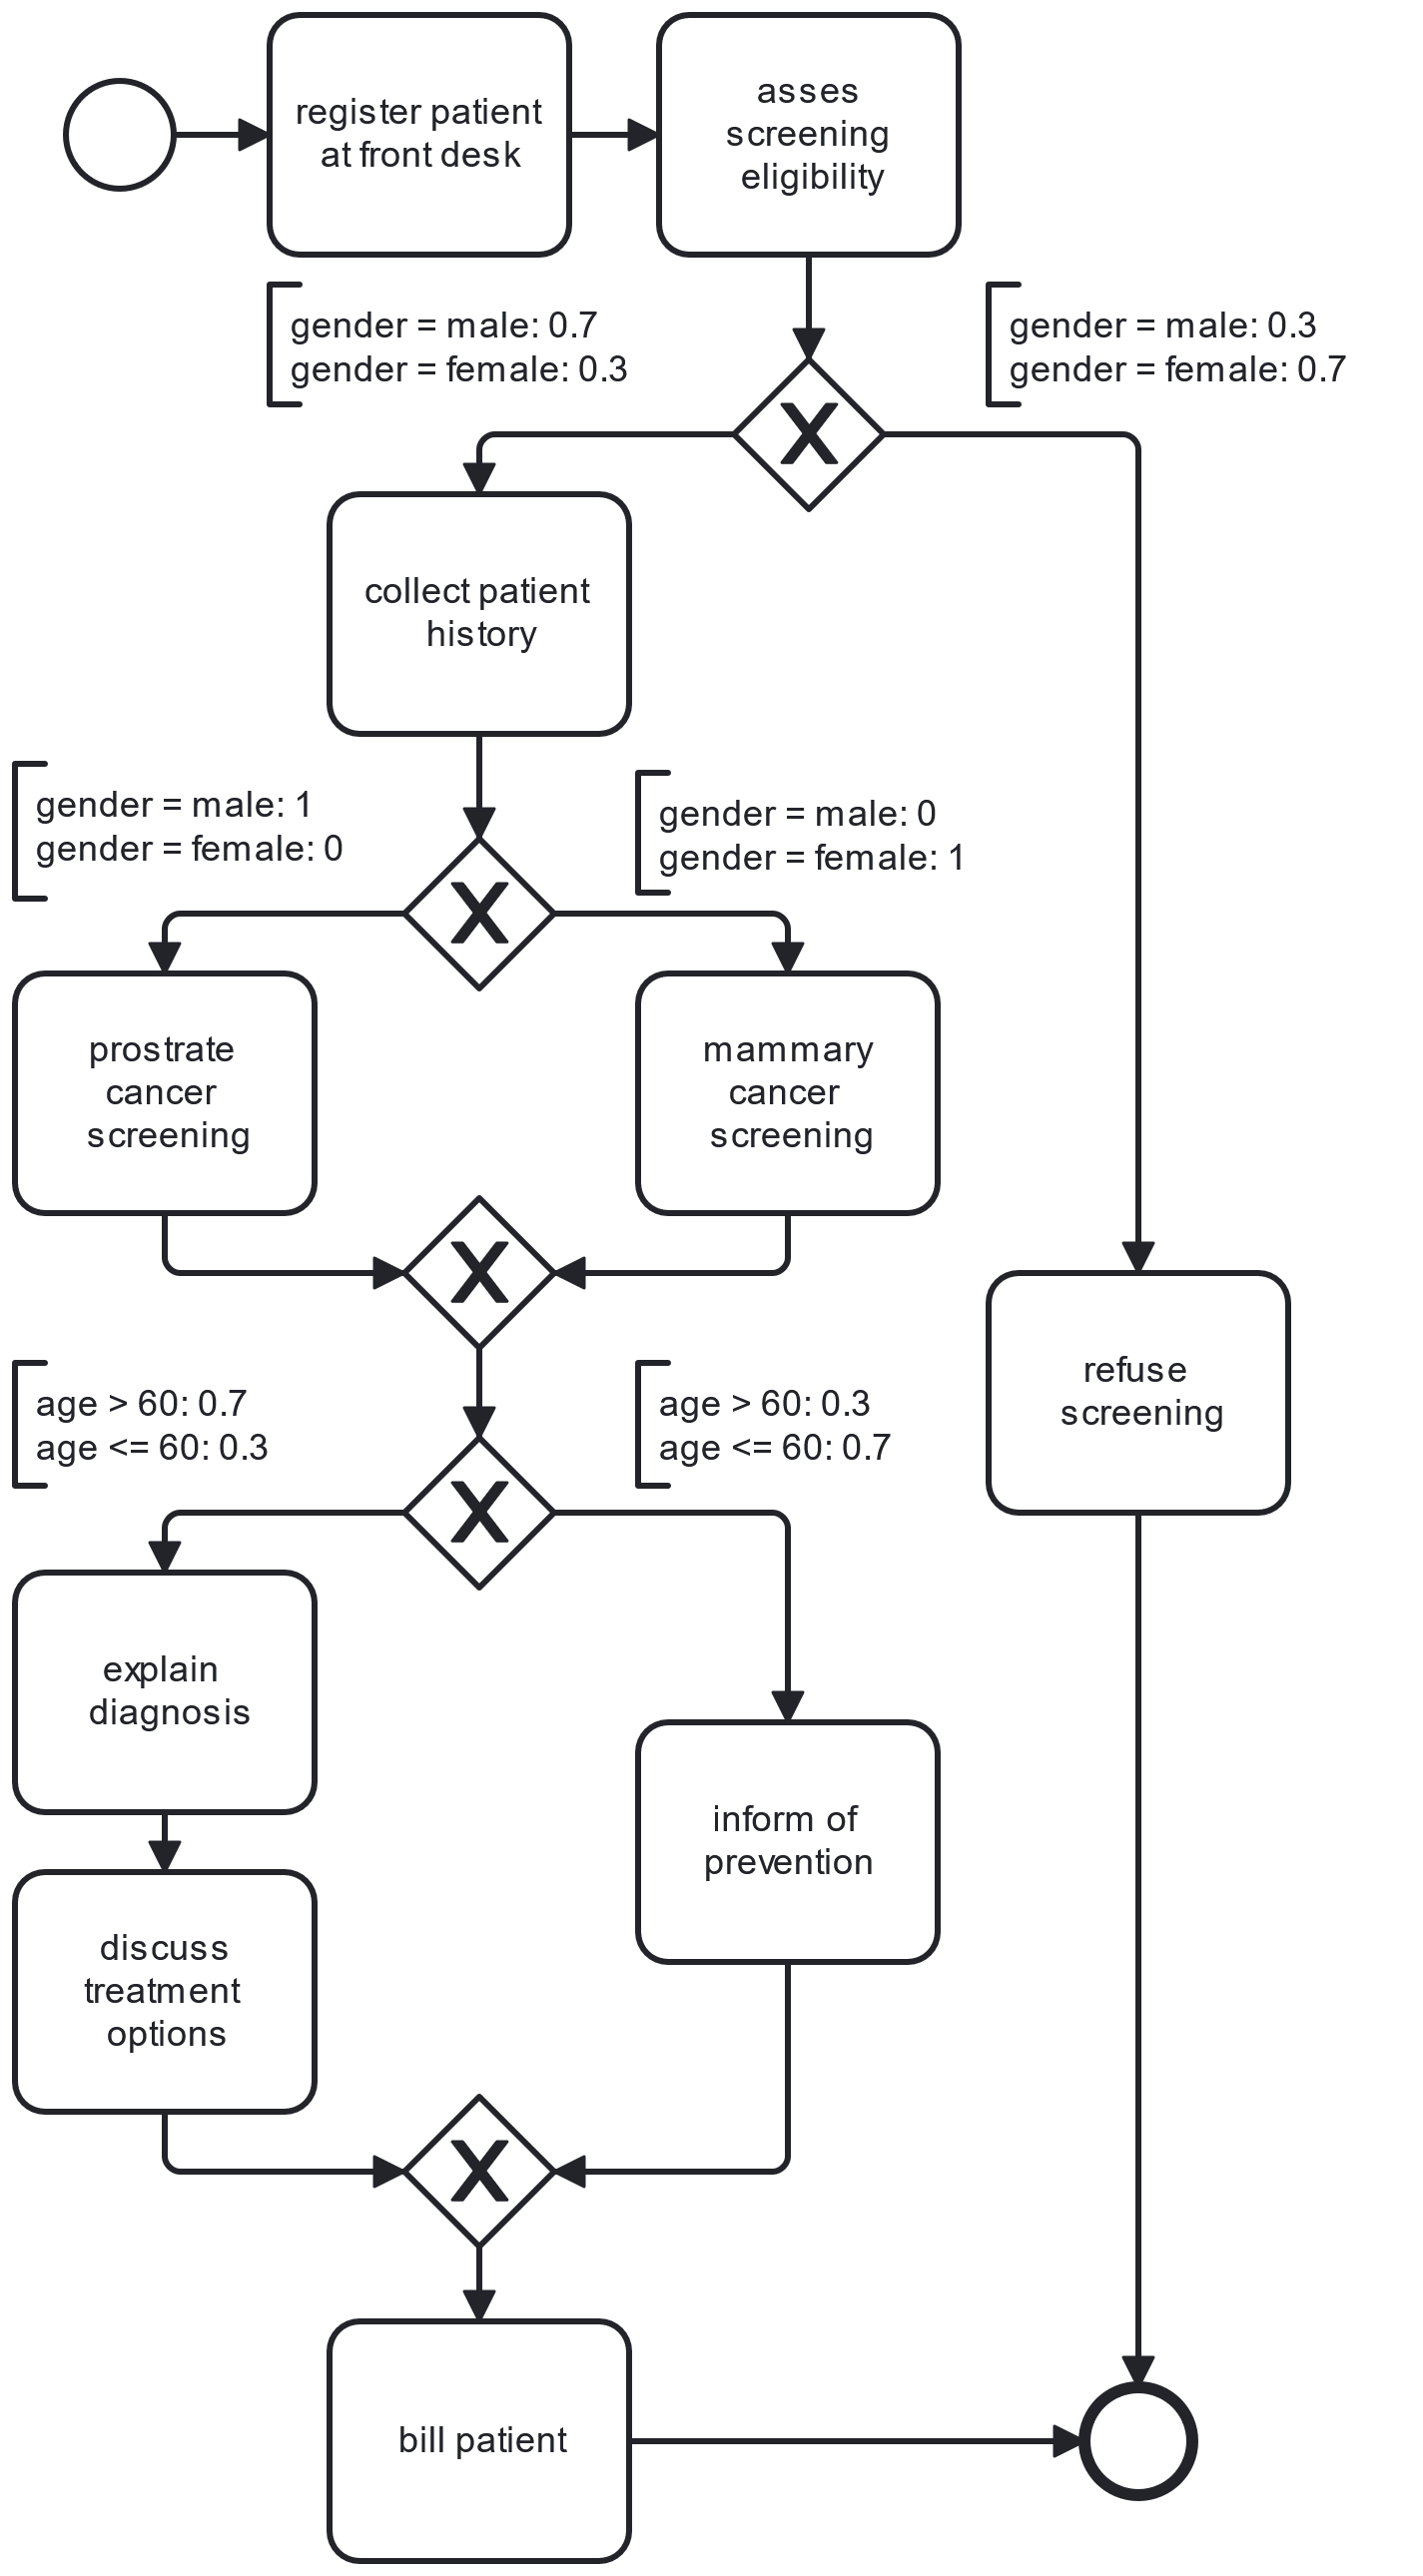 register patient
at front desk
asses
screening
eligibility
gender = male: 0.7
gender = female: 0.3
gender = male: 0.3
gender = female: 0.7
X
collect patient
history
gender = male: 1
gender = female: 0
gender = male: 0
gender = female: 1
X
prostrate
cancer
screening
mammary
cancer
screening
X
refuse
screening
age > 60: 0.7
age <= 60: 0.3
age > 60: 0.3
age <= 60: 0.7
X
explain
diagnosis
inform of
prevention
discuss
treatment
options
X
bill patient